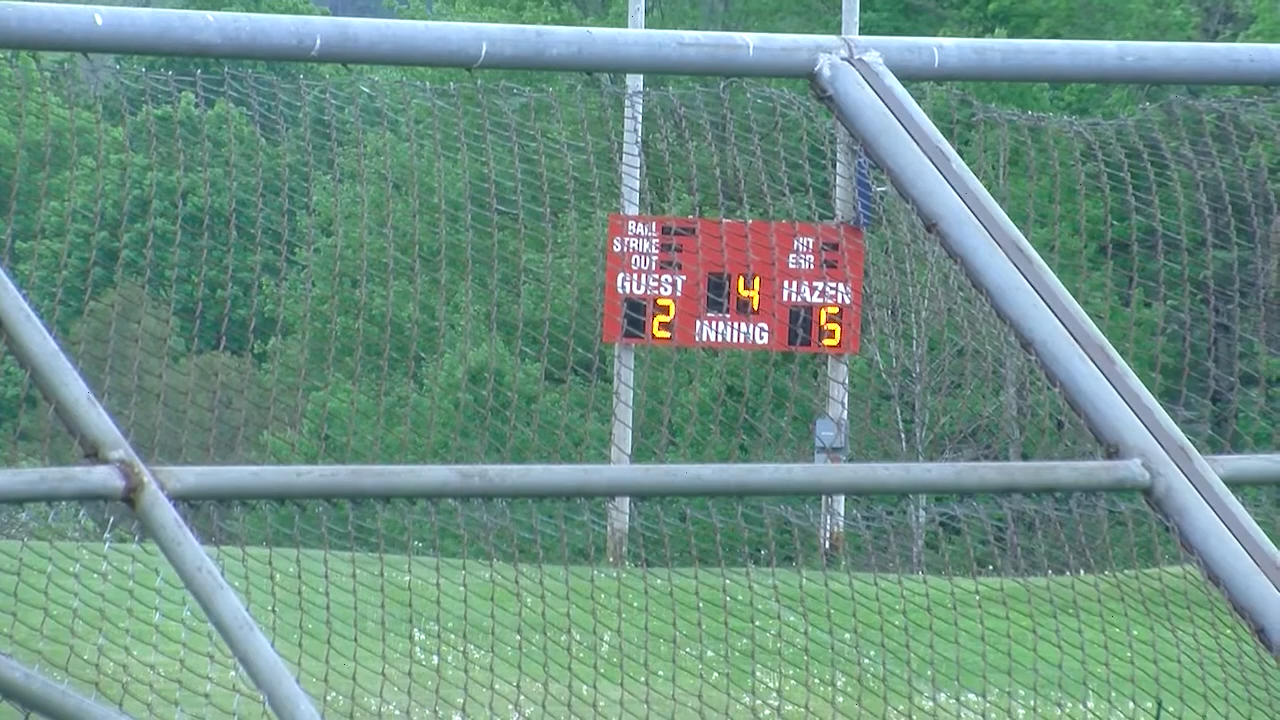 BALL
STRIKE
OUT
HIT
ERR
GUEST 4 HAZEN
2 INNING 5